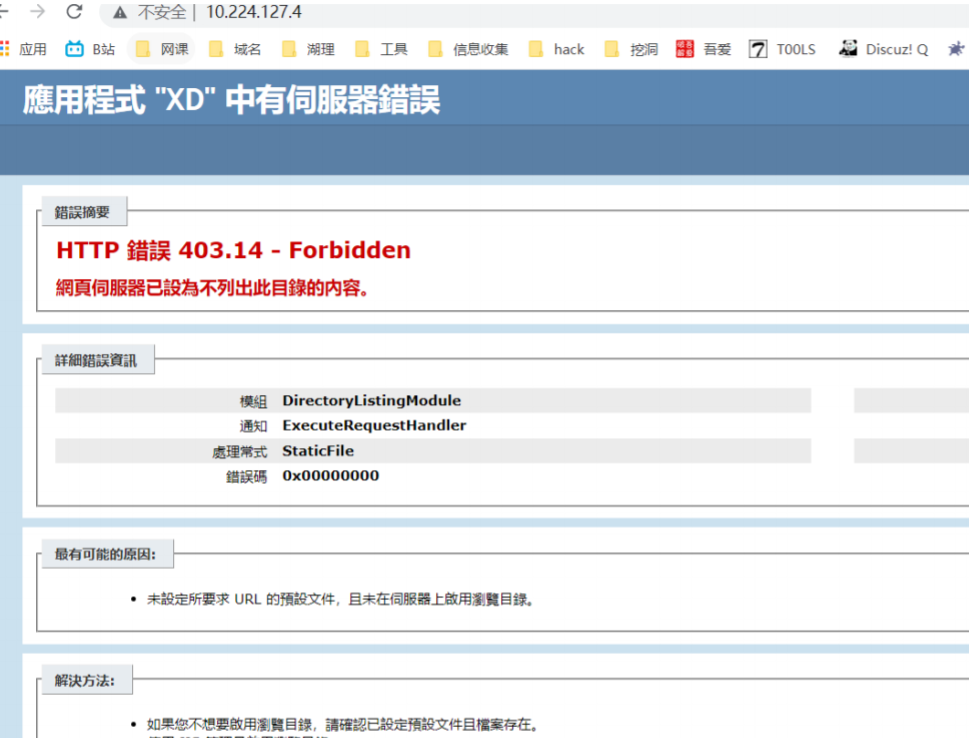 不安全 | 10.224.127.4
应用 B站 网课 域名 湖理 工具 信息收集 hack 挖洞 吾爱 T00LS Discuz! Q
應用程式 "XD" 中有伺服器錯誤
錯誤摘要
HTTP 錯誤 403.14 - Forbidden
網頁伺服器已設為不列出此目錄的內容。
詳細錯誤資訊
模組 DirectoryListingModule
通知 ExecuteRequestHandler
處理常式 StaticFile
錯誤碼 0x00000000
最有可能的原因:
• 未設定所要求 URL 的預設文件，且未在伺服器上啟用瀏覽目錄。
解決方法:
• 如果您不想要啟用瀏覽目錄，請確認已設定預設文件且檔案存在。